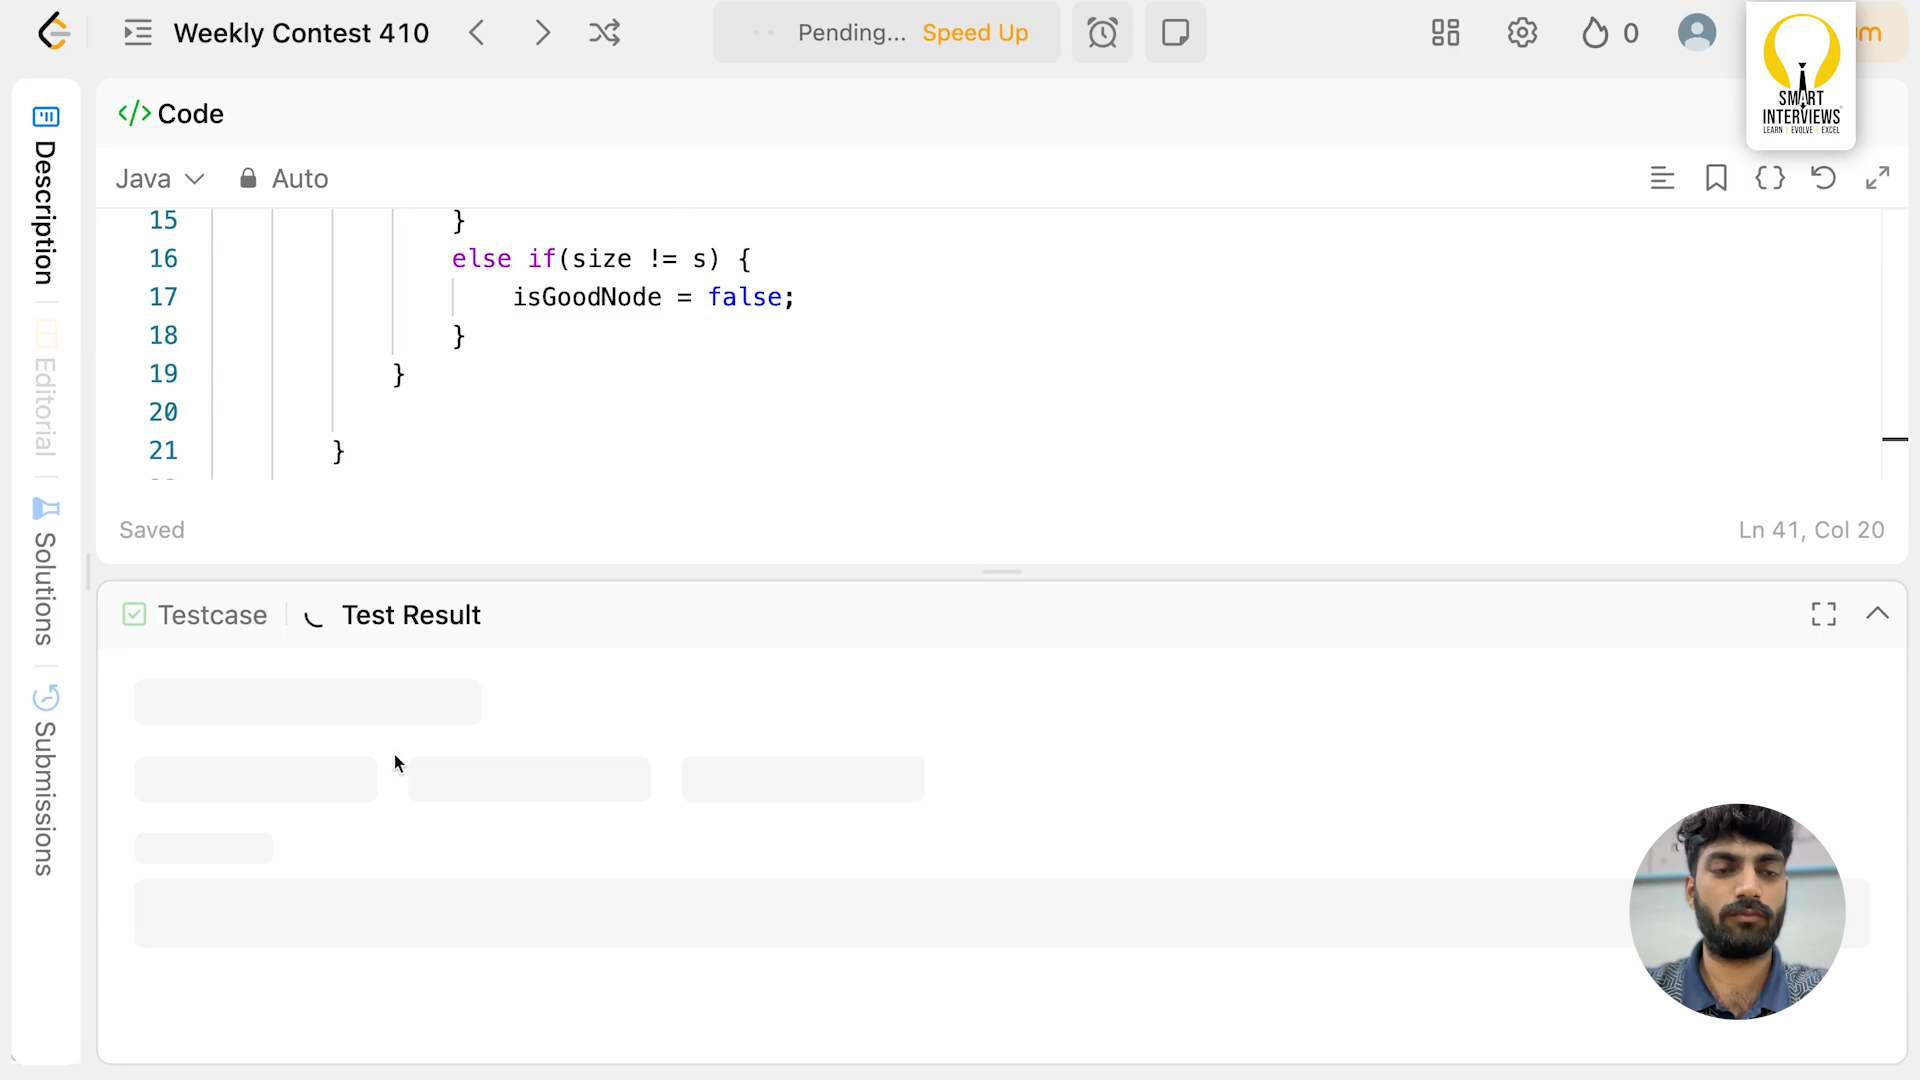 Weekly Contest 410
Pending... Speed Up
0
m
SMART
INTERVIEWS
LEARN | EVOLVE | EXCEL
Description
Editorial
Solutions
Submissions
</> Code
Java
Auto
15 }
16 else if(size != s) {
17 isGoodNode = false;
18 }
19 }
20
21 }
Saved
Ln 41, Col 20
Testcase
Test Result